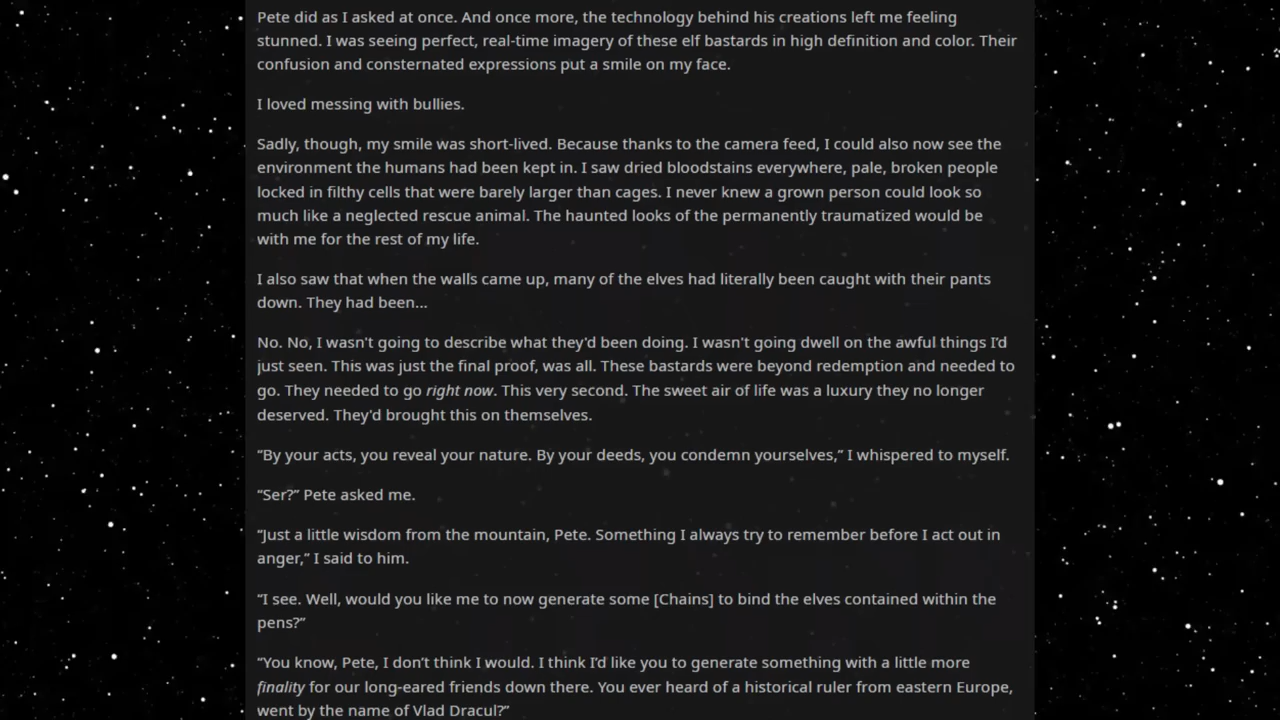 Pete did as I asked at once. And once more, the technology behind his creations left me feeling
stunned. I was seeing perfect, real-time imagery of these elf bastards in high definition and color. Their
confusion and consternated expressions put a smile on my face.
I loved messing with bullies.
Sadly, though, my smile was short-lived. Because thanks to the camera feed, I could also now see the
environment the humans had been kept in. I saw dried bloodstains everywhere, pale, broken people
locked in filthy cells that were barely larger than cages. I never knew a grown person could look so
much like a neglected rescue animal. The haunted looks of the permanently traumatized would be
with me for the rest of my life.
I also saw that when the walls came up, many of the elves had literally been caught with their pants
down. They had been...
No. No, I wasn't going to describe what they'd been doing. I wasn't going dwell on the awful things I’d
just seen. This was just the final proof, was all. These bastards were beyond redemption and needed to
go. They needed to go right now. This very second. The sweet air of life was a luxury they no longer
deserved. They’d brought this on themselves.
“By your acts, you reveal your nature. By your deeds, you condemn yourselves,” I whispered to myself.
“Ser?” Pete asked me.
“Just a little wisdom from the mountain, Pete. Something I always try to remember before I act out in
anger,” I said to him.
“I see. Well, would you like me to now generate some [Chains] to bind the elves contained within the
pens?”
“You know, Pete, I don’t think I would. I think I’d like you to generate something with a little more
finality for our long-eared friends down there. You ever heard of a historical ruler from eastern Europe,
went by the name of Vlad Dracul?”